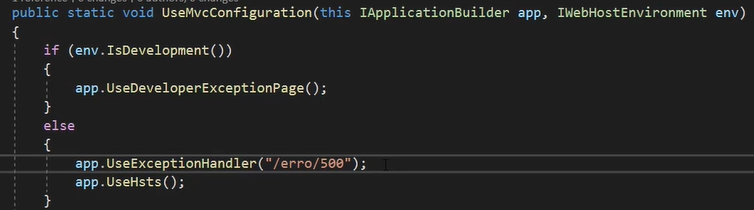 public static void UseMvcConfiguration(this IApplicationBuilder app, IWebHostEnvironment env)
{
if (env.IsDevelopment())
{
app.UseDeveloperExceptionPage();
}
else
{
app.UseExceptionHandler("/erro/500");
app.UseHsts();
}